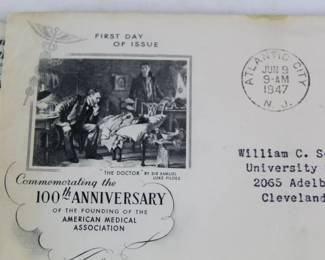 FIRST DAY
OF ISSUE
ATLANTIC CITY
JUN 9
9-AM
1947
N. J.
"THE DOCTOR" BY SIR SAMUEL
LUKE FILDES
Commemorating the
100th ANNIVERSARY
OF THE FOUNDING OF THE
AMERICAN MEDICAL
ASSOCIATION
William C. S
University
2065 Adelb
Cleveland